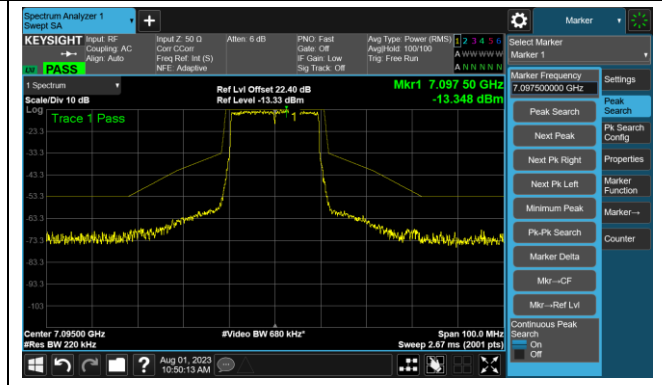 Spectrum Analyzer 1
Swept SA
+
Marker
KEYSIGHT
Input: RF
Coupling: AC
Align: Auto
Input Z: 50 Ω
Corr CCorr
Freq Ref: Int (S)
NFE: Adaptive
Atten: 6 dB
PNO: Fast
Gate: Off
IF Gain: Low
Sig Track: Off
Avg Type: Power (RMS)
Avg|Hold: 100/100
Trig: Free Run
1 2 3 4 5 6
A W W W W W
A N N N N N
Select Marker
Marker 1
PASS
1 Spectrum
Scale/Div 10 dB
Ref Lvl Offset 22.40 dB
Ref Level -13.33 dBm
Mkr1 7.097 50 GHz
-13.348 dBm
Log
Trace 1 Pass
1
-23.3
-33.3
-43.3
-53.3
-63.3
-73.3
-83.3
-93.3
-103
Center 7.09500 GHz
#Res BW 220 kHz
#Video BW 680 kHz*
Span 100.0 MHz
Sweep 2.67 ms (2001 pts)
Marker Frequency
7.097500000 GHz
Peak Search
Next Peak
Next Pk Right
Next Pk Left
Minimum Peak
Pk-Pk Search
Marker Delta
Mkr→CF
Mkr→Ref Lvl
Continuous Peak
Search
On
Off
Settings
Peak
Search
Pk Search
Config
Properties
Marker
Function
Marker→
Counter
?
Aug 01, 2023
10:50:13 AM